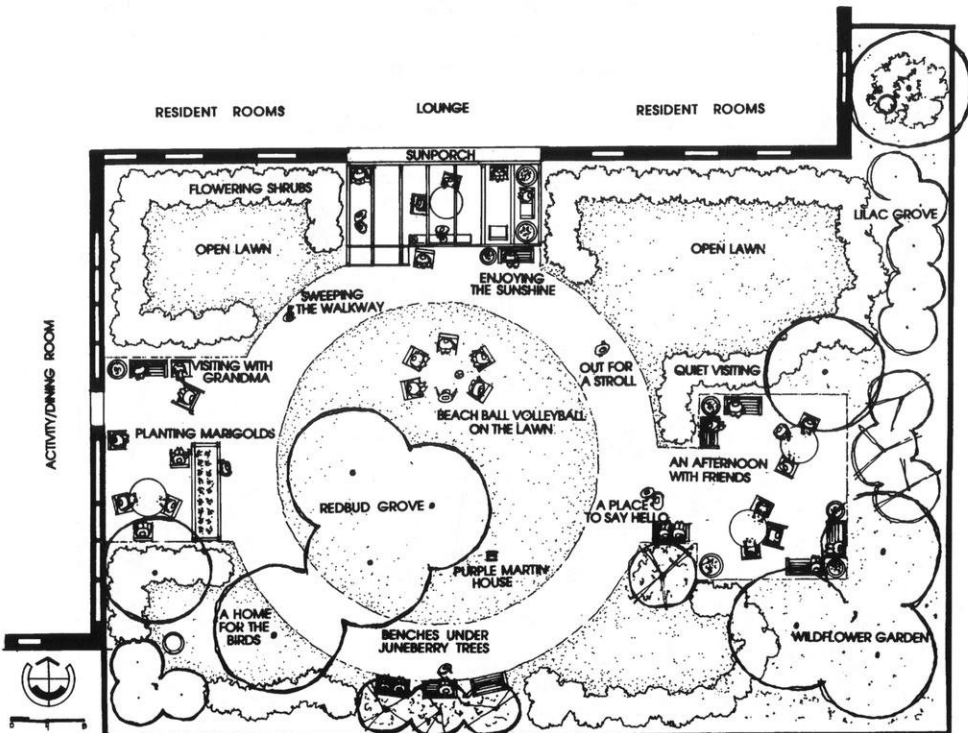 RESIDENT ROOMS
LOUNGE
RESIDENT ROOMS
SUNPORCH
FLOWERING SHRUBS
LILAC GROVE
OPEN LAWN
OPEN LAWN
ENJOYING
THE SUNSHINE
SWEEPING
THE WALKWAY
VISITING WITH
GRANDMA
OUT FOR
A STROLL
QUIET VISITING
ACTIVITY/DINING ROOM
BEACH BALL VOLLEYBALL
ON THE LAWN
PLANTING MARIGOLDS
AN AFTERNOON
WITH FRIENDS
REDBUD GROVE
A PLACE
TO SAY HELLO
PURPLE MARTIN
HOUSE
A HOME
FOR THE
BIRDS
BENCHES UNDER
JUNEBERRY TREES
WILDFLOWER GARDEN